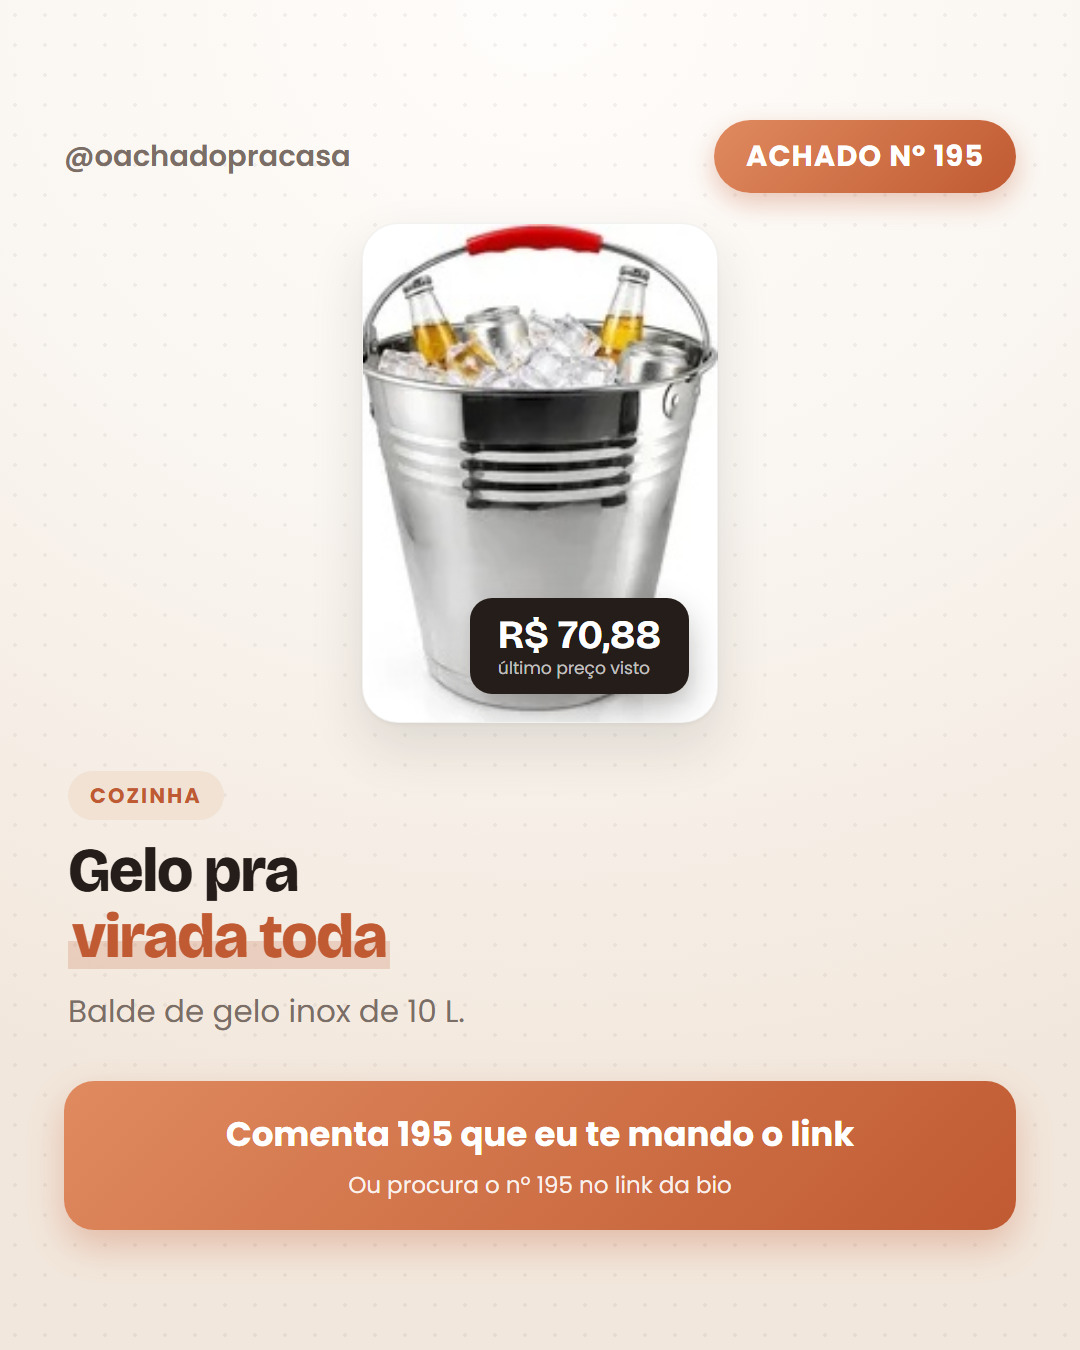 @oachadopracasa
ACHADO Nº 195
R$ 70,88
último preço visto
COZINHA
Gelo pra
virada toda
Balde de gelo inox de 10 L.
Comenta 195 que eu te mando o link
Ou procura o nº 195 no link da bio